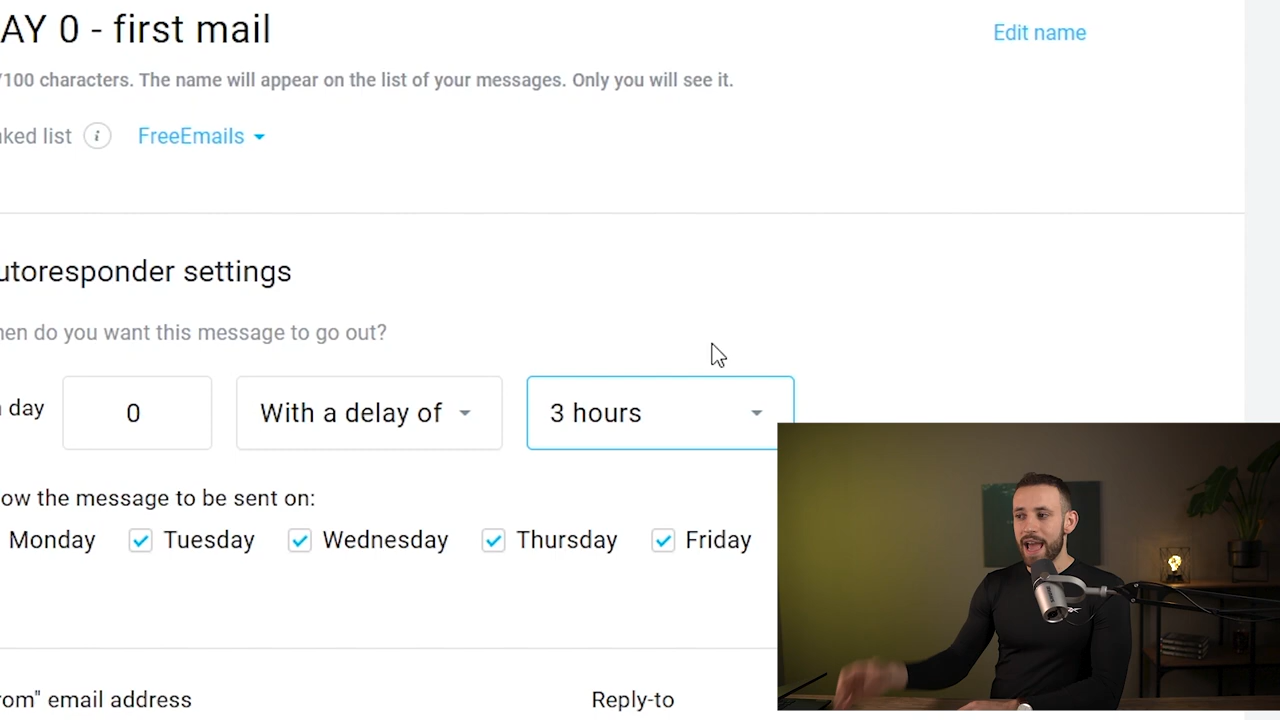 AY 0 - first mail
Edit name
/100 characters. The name will appear on the list of your messages. Only you will see it.
ked list i FreeEmails
utoresponder settings
hen do you want this message to go out?
day 0 With a delay of 3 hours
ow the message to be sent on:
Monday Tuesday Wednesday Thursday Friday
rom" email address
Reply-to